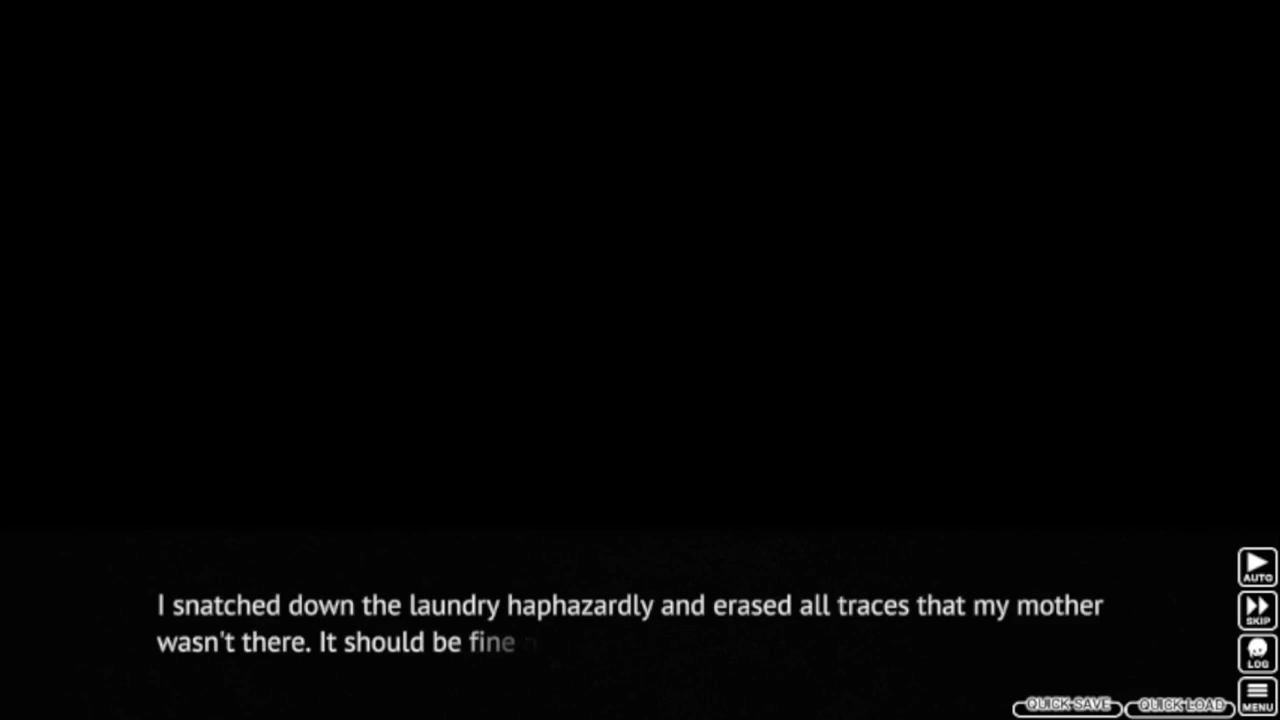 I snatched down the laundry haphazardly and erased all traces that my mother
wasn't there. It should be fine
AUTO
SKIP
LOG
QUICK SAVE QUICK LOAD MENU